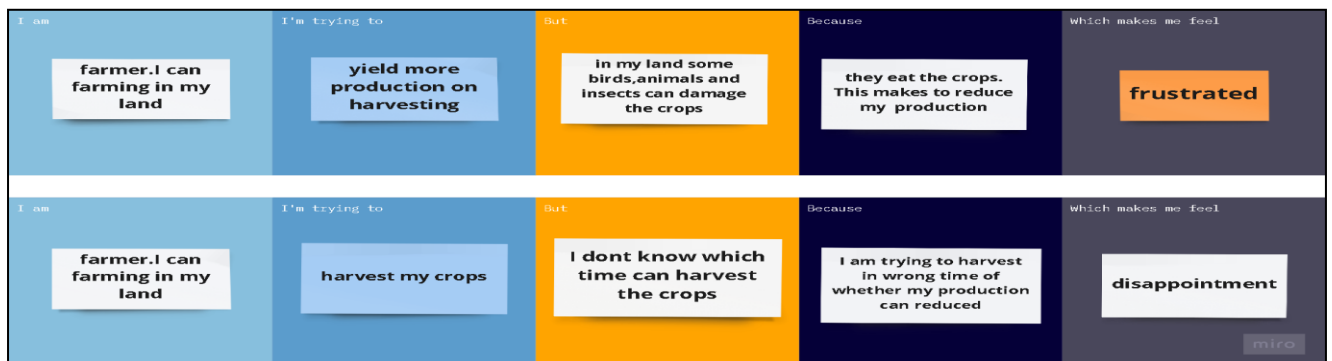 I am
I'm trying to
But
Because
Which makes me feel
farmer.I can
farming in my
land
yield more
production on
harvesting
in my land some
birds,animals and
insects can damage
the crops
they eat the crops.
This makes to reduce
my production
frustrated
I am
I'm trying to
But
Because
Which makes me feel
farmer.I can
farming in my
land
harvest my crops
I dont know which
time can harvest
the crops
I am trying to harvest
in wrong time of
whether my production
can reduced
disappointment
miro